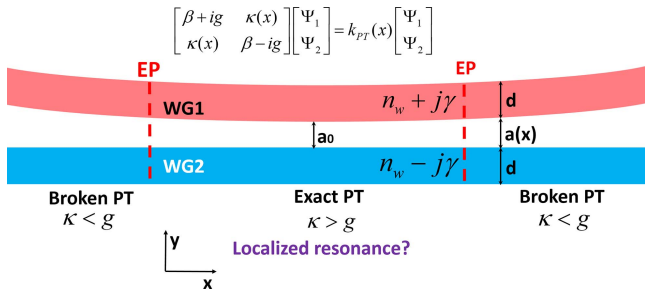 [β+ig κ(x)] [Ψ₁] = k_PT(x) [Ψ₁]
[κ(x) β−ig] [Ψ₂] [Ψ₂]
EP
EP
WG1
n_w + jγ
d
a₀
a(x)
WG2
n_w − jγ
d
Broken PT
κ < g
Exact PT
κ > g
Broken PT
κ < g
y
x
Localized resonance?